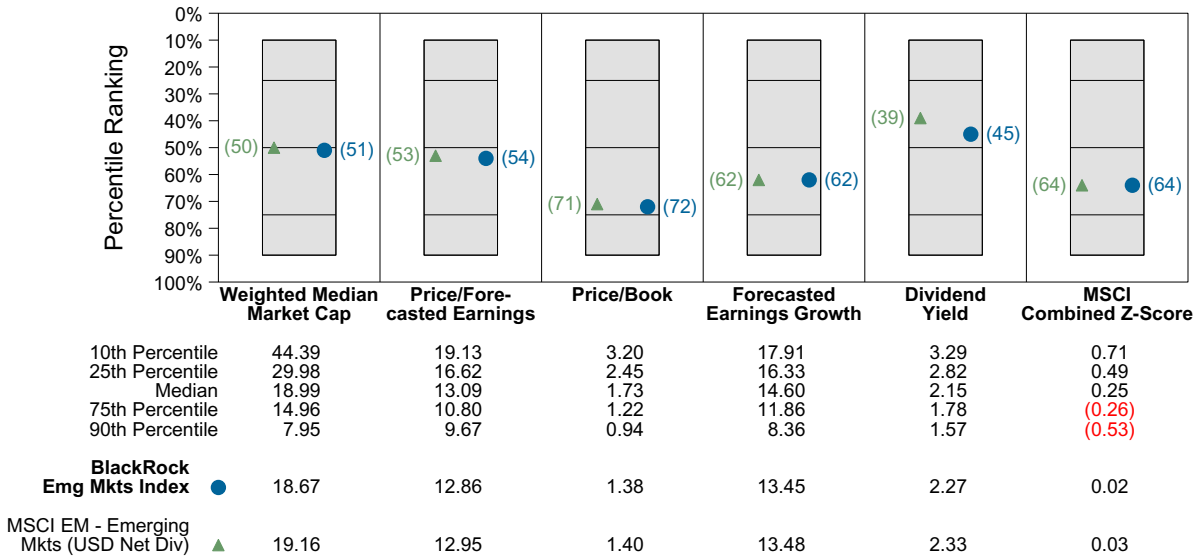 Percentile Ranking
0%
10%
20%
30%
40%
50%
60%
70%
80%
90%
100%
(50) (51) (53) (54) (71) (72) (62) (62) (39) (45) (64) (64)
Weighted Median Market Cap
Price/Fore-casted Earnings
Price/Book
Forecasted Earnings Growth
Dividend Yield
MSCI Combined Z-Score
10th Percentile 44.39 19.13 3.20 17.91 3.29 0.71
25th Percentile 29.98 16.62 2.45 16.33 2.82 0.49
Median 18.99 13.09 1.73 14.60 2.15 0.25
75th Percentile 14.96 10.80 1.22 11.86 1.78 (0.26)
90th Percentile 7.95 9.67 0.94 8.36 1.57 (0.53)
BlackRock
Emg Mkts Index 18.67 12.86 1.38 13.45 2.27 0.02
MSCI EM - Emerging
Mkts (USD Net Div) 19.16 12.95 1.40 13.48 2.33 0.03